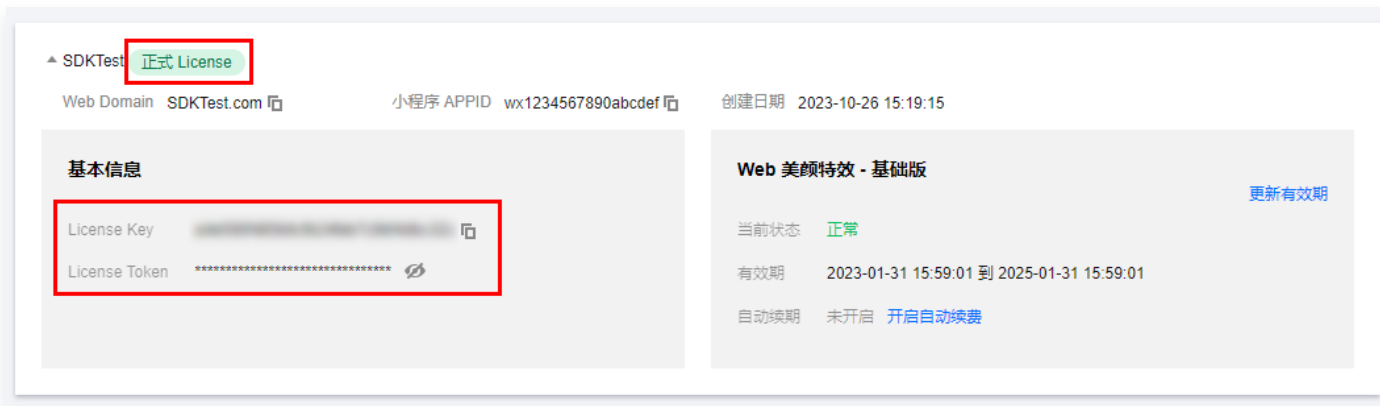 SDKTest 正式 License
Web Domain SDKTest.com 小程序 APPID wx1234567890abcdef 创建日期 2023-10-26 15:19:15
基本信息
License Key
License Token ********************************
Web 美颜特效 - 基础版
更新有效期
当前状态 正常
有效期 2023-01-31 15:59:01 到 2025-01-31 15:59:01
自动续期 未开启 开启自动续费